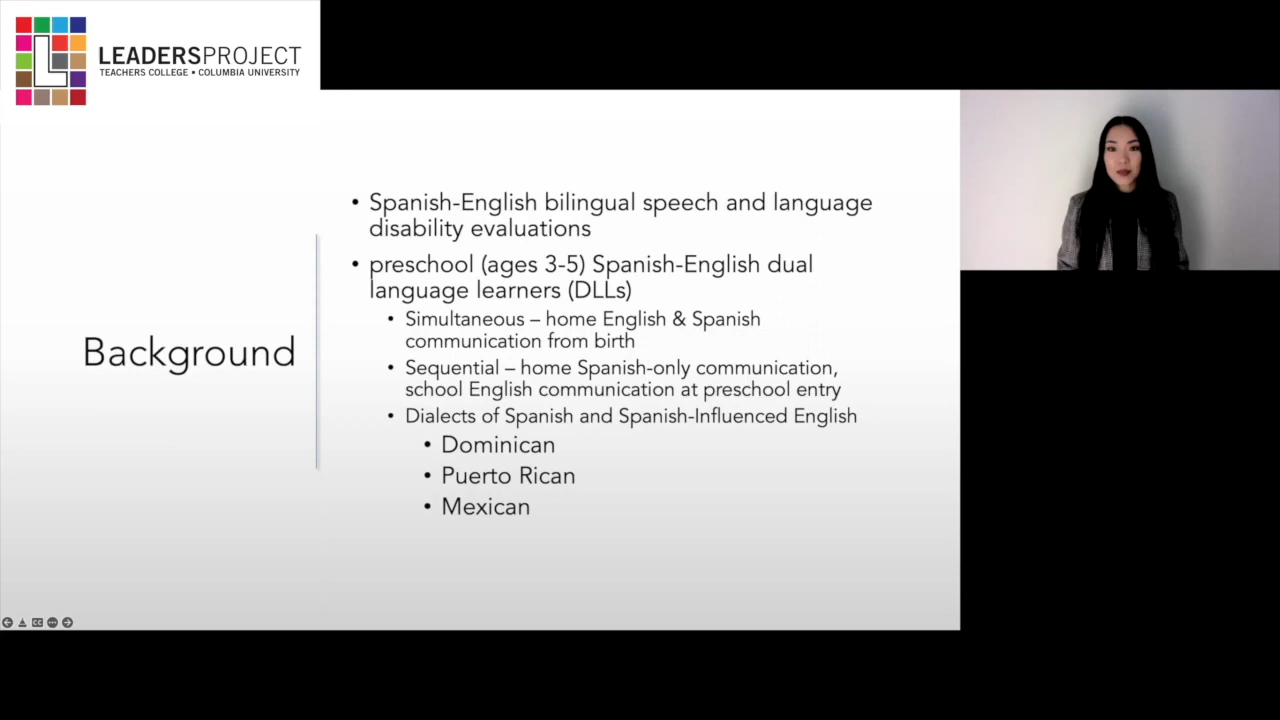 LEADERSPROJECT
TEACHERS COLLEGE ▪ COLUMBIA UNIVERSITY
Background
• Spanish-English bilingual speech and language
disability evaluations
• preschool (ages 3-5) Spanish-English dual
language learners (DLLs)
• Simultaneous – home English & Spanish
communication from birth
• Sequential – home Spanish-only communication,
school English communication at preschool entry
• Dialects of Spanish and Spanish-Influenced English
• Dominican
• Puerto Rican
• Mexican